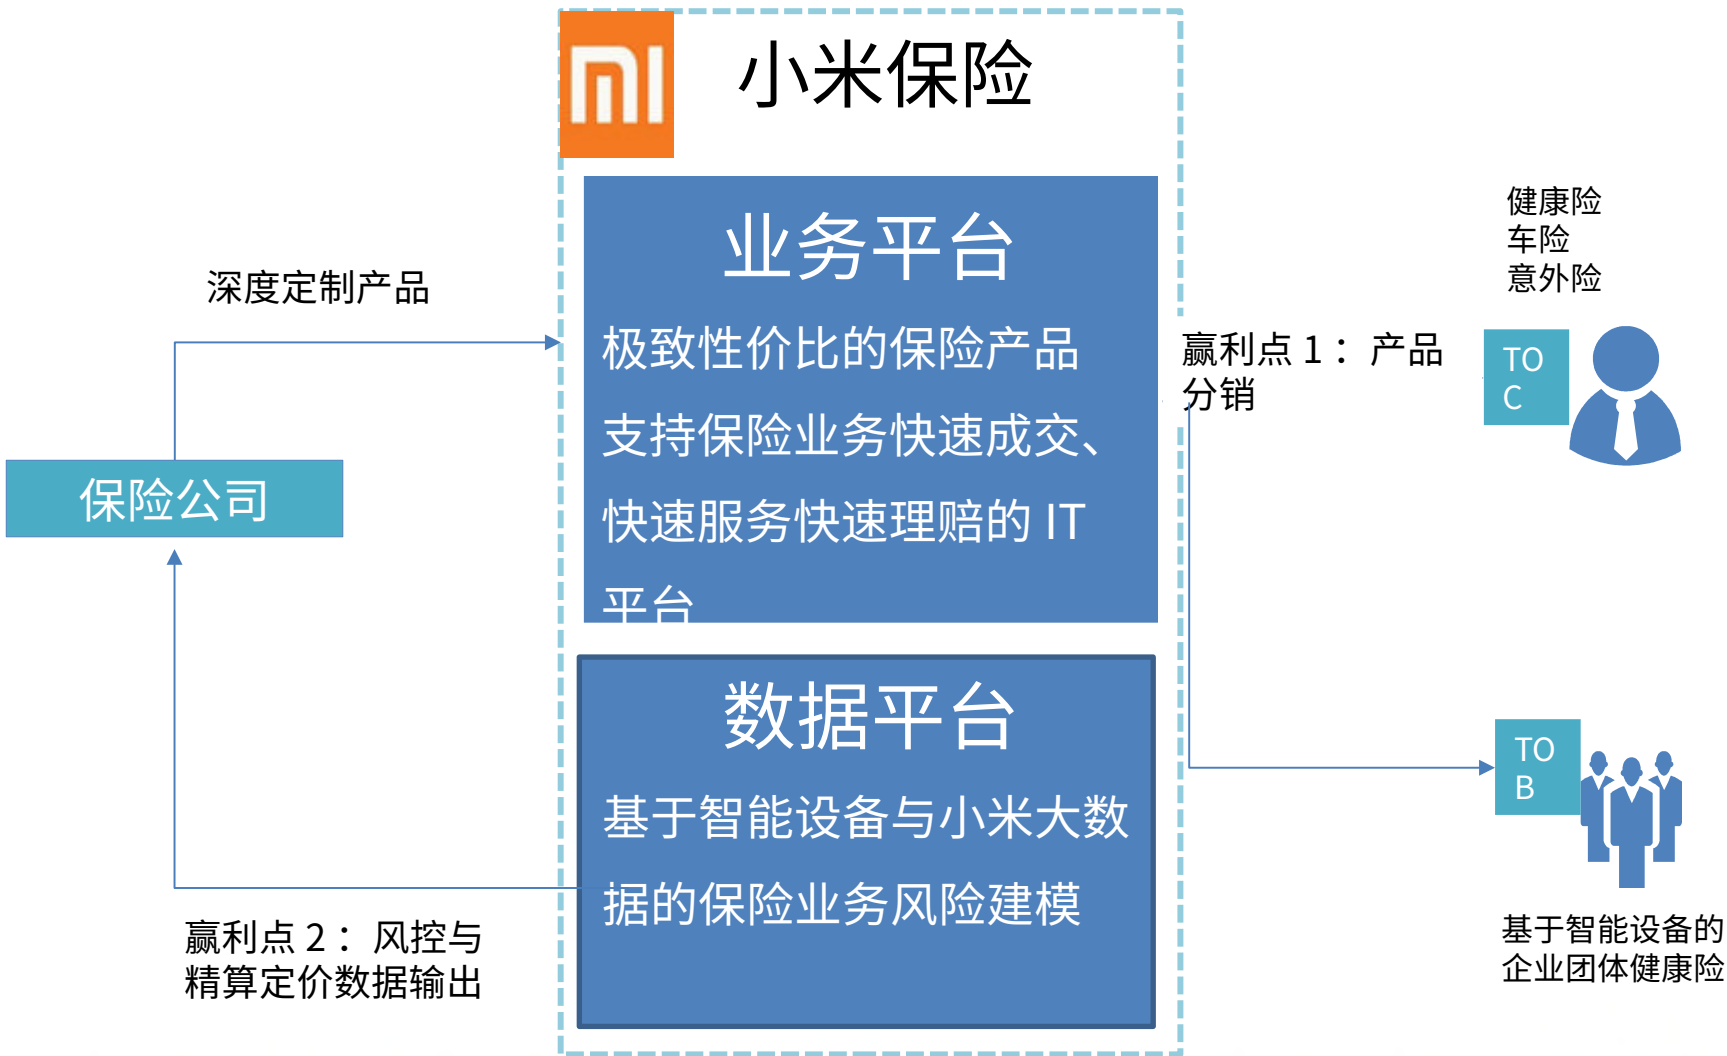 小米保险
业务平台
极致性价比的保险产品
支持保险业务快速成交、
快速服务快速理赔的 IT
平台
数据平台
基于智能设备与小米大数
据的保险业务风险建模
深度定制产品
保险公司
赢利点 2： 风控与
精算定价数据输出
赢利点 1： 产品
分销
健康险
车险
意外险
TO
C
TO
B
基于智能设备的
企业团体健康险